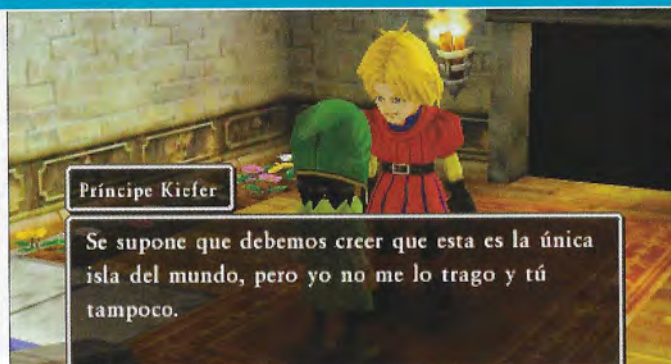 Príncipe Kiefer
Se supone que debemos creer que esta es la única
isla del mundo, pero yo no me lo trago y tú
tampoco.